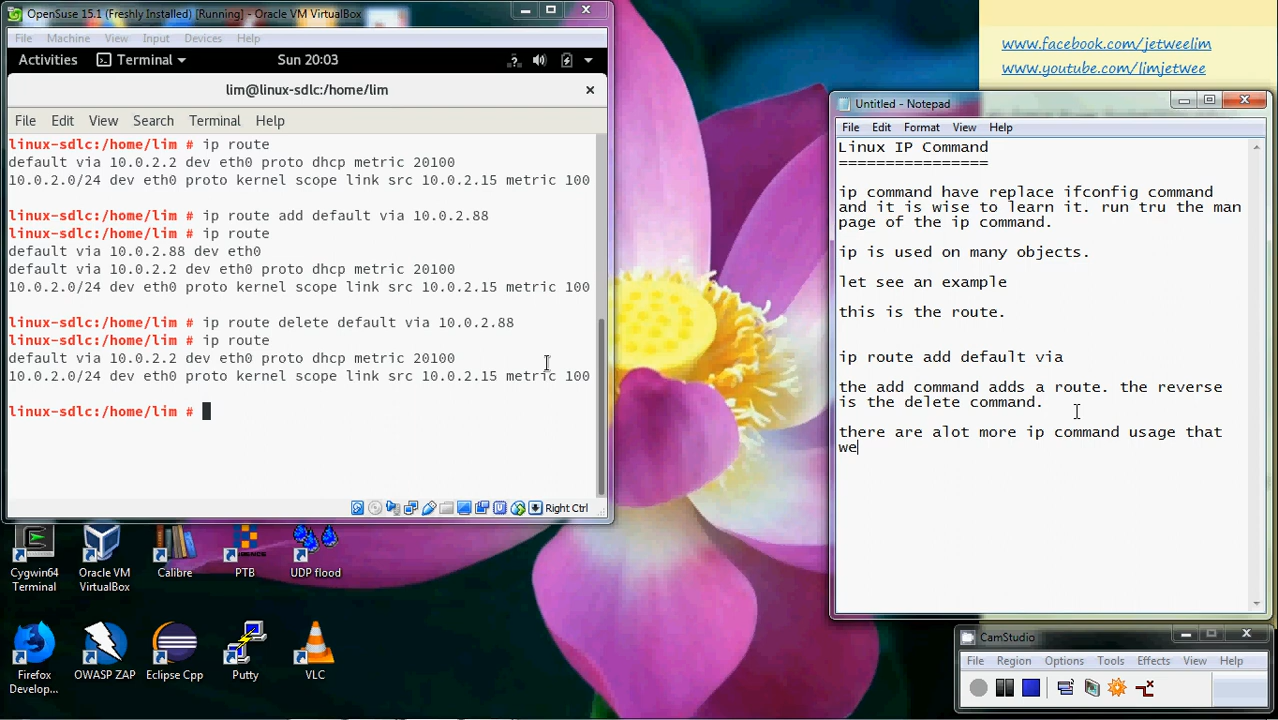 OpenSuse 15.1 (Freshly Installed) [Running] - Oracle VM VirtualBox
File Machine View Input Devices Help
Activities Terminal Sun 20:03
lim@linux-sdlc:/home/lim
File Edit View Search Terminal Help
linux-sdlc:/home/lim # ip route
default via 10.0.2.2 dev eth0 proto dhcp metric 20100
10.0.2.0/24 dev eth0 proto kernel scope link src 10.0.2.15 metric 100
linux-sdlc:/home/lim # ip route add default via 10.0.2.88
linux-sdlc:/home/lim # ip route
default via 10.0.2.88 dev eth0
default via 10.0.2.2 dev eth0 proto dhcp metric 20100
10.0.2.0/24 dev eth0 proto kernel scope link src 10.0.2.15 metric 100
linux-sdlc:/home/lim # ip route delete default via 10.0.2.88
linux-sdlc:/home/lim # ip route
default via 10.0.2.2 dev eth0 proto dhcp metric 20100
10.0.2.0/24 dev eth0 proto kernel scope link src 10.0.2.15 metric 100
linux-sdlc:/home/lim #
Right Ctrl
www.facebook.com/jetweelim
www.youtube.com/limjetwee
Untitled - Notepad
File Edit Format View Help
Linux IP Command
================
ip command have replace ifconfig command
and it is wise to learn it. run tru the man
page of the ip command.
ip is used on many objects.
let see an example
this is the route.
ip route add default via
the add command adds a route. the reverse
is the delete command.
there are alot more ip command usage that
we
Cygwin64 Terminal
Oracle VM VirtualBox
Calibre
PTB
UDP flood
Firefox Develop...
OWASP ZAP
Eclipse Cpp
Putty
VLC
CamStudio
File Region Options Tools Effects View Help